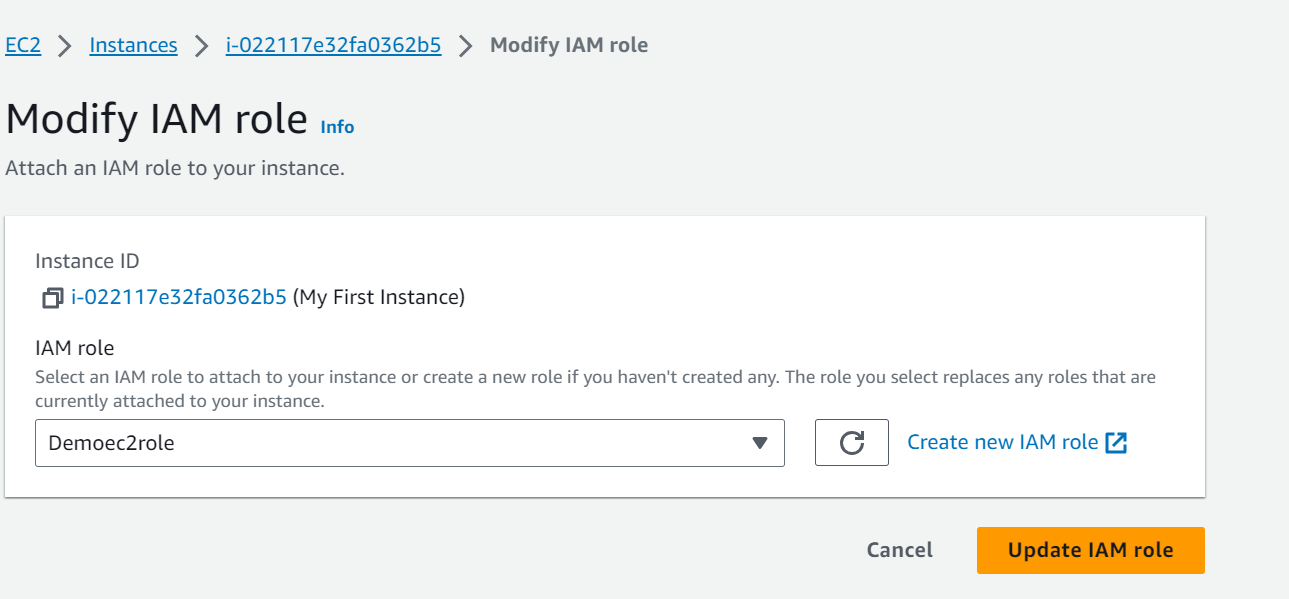 EC2 > Instances > i-022117e32fa0362b5 > Modify IAM role
Modify IAM role Info
Attach an IAM role to your instance.
Instance ID
i-022117e32fa0362b5 (My First Instance)
IAM role
Select an IAM role to attach to your instance or create a new role if you haven't created any. The role you select replaces any roles that are
currently attached to your instance.
Demoec2role
Create new IAM role
Cancel
Update IAM role